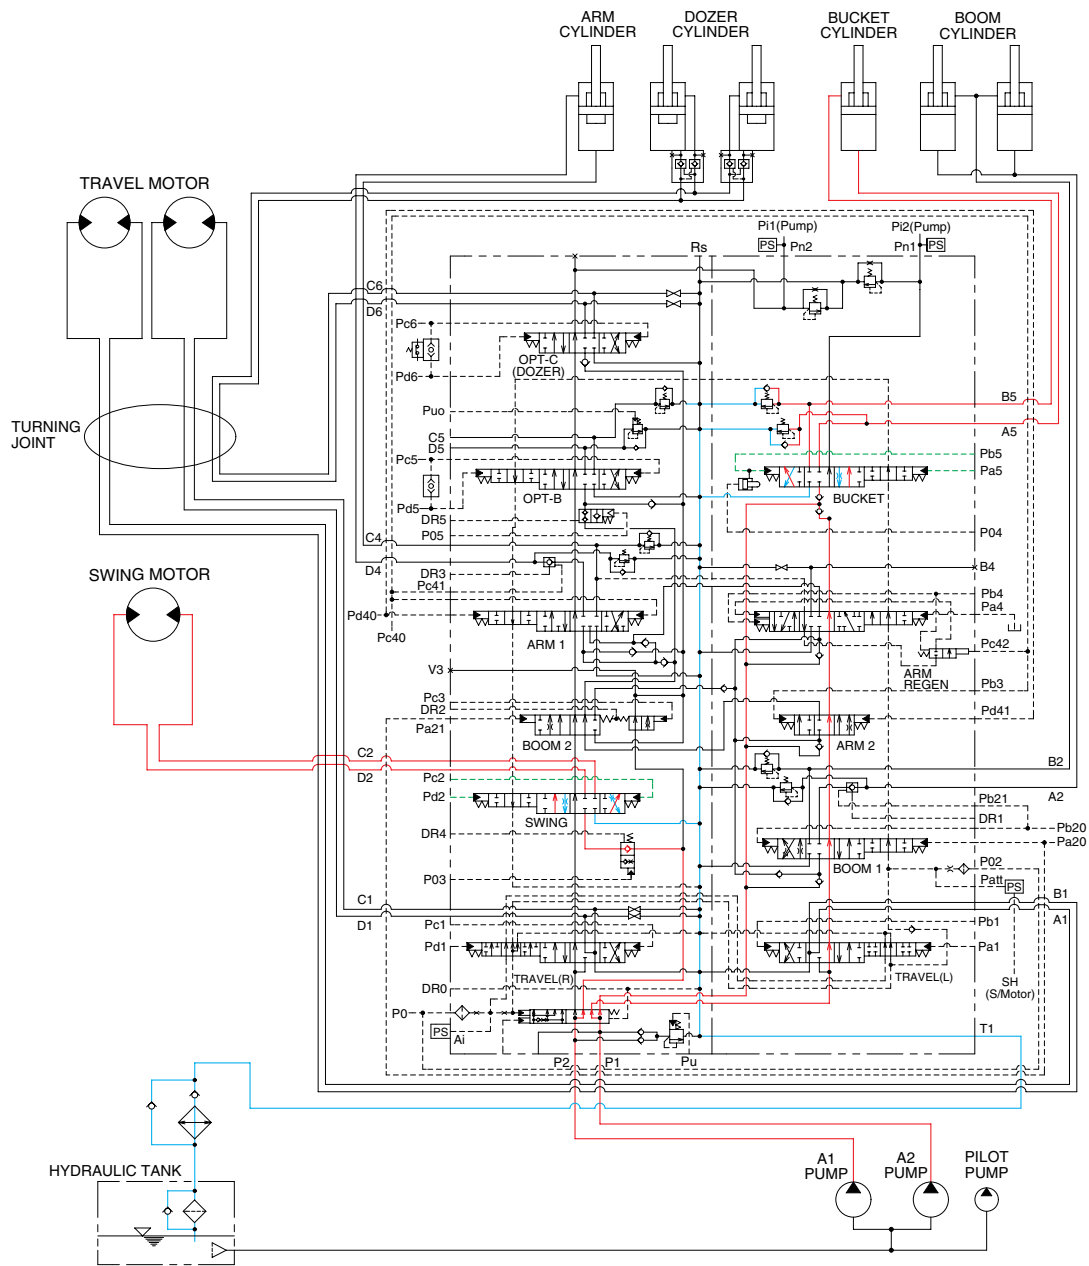 ARM
CYLINDER
DOZER
CYLINDER
BUCKET
CYLINDER
BOOM
CYLINDER
TRAVEL MOTOR
Pi1(Pump)
Pi2(Pump)
PS
Pn2
Pn1
PS
Rs
C6
D6
Pc6
OPT-C
(DOZER)
Pd6
Puo
B5
TURNING
JOINT
C5
D5
A5
Pc5
Pb5
Pa5
OPT-B
BUCKET
Pd5
DR5
P05
P04
C4
D4
B4
SWING MOTOR
DR3
Pc41
Pb4
Pa4
Pd40
Pc40
ARM 1
Pc42
V3
ARM
REGEN
Pb3
Pc3
DR2
Pa21
Pd41
BOOM 2
ARM 2
C2
D2
B2
Pc2
Pd2
A2
Pb21
SWING
DR1
DR4
Pb20
Pa20
P03
BOOM 1
P02
Patt
PS
C1
D1
B1
A1
Pc1
Pb1
Pd1
Pa1
TRAVEL(R)
TRAVEL(L)
SH
(S/Motor)
DR0
P0
PS
Ai
T1
P2
P1
Pu
HYDRAULIC TANK
A1
PUMP
A2
PUMP
PILOT
PUMP